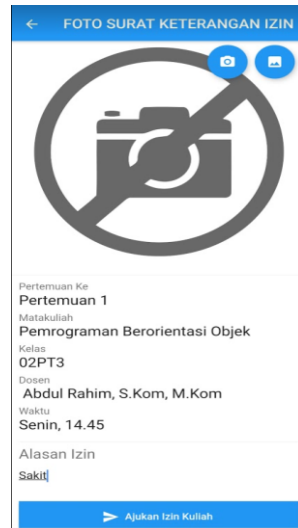 FOTO SURAT KETERANGAN IZIN
Pertemuan Ke
Pertemuan 1
Matakuliah
Pemrograman Berorientasi Objek
Kelas
02PT3
Dosen
Abdul Rahim, S.Kom, M.Kom
Waktu
Senin, 14.45
Alasan Izin
Sakit
Ajukan Izin Kuliah